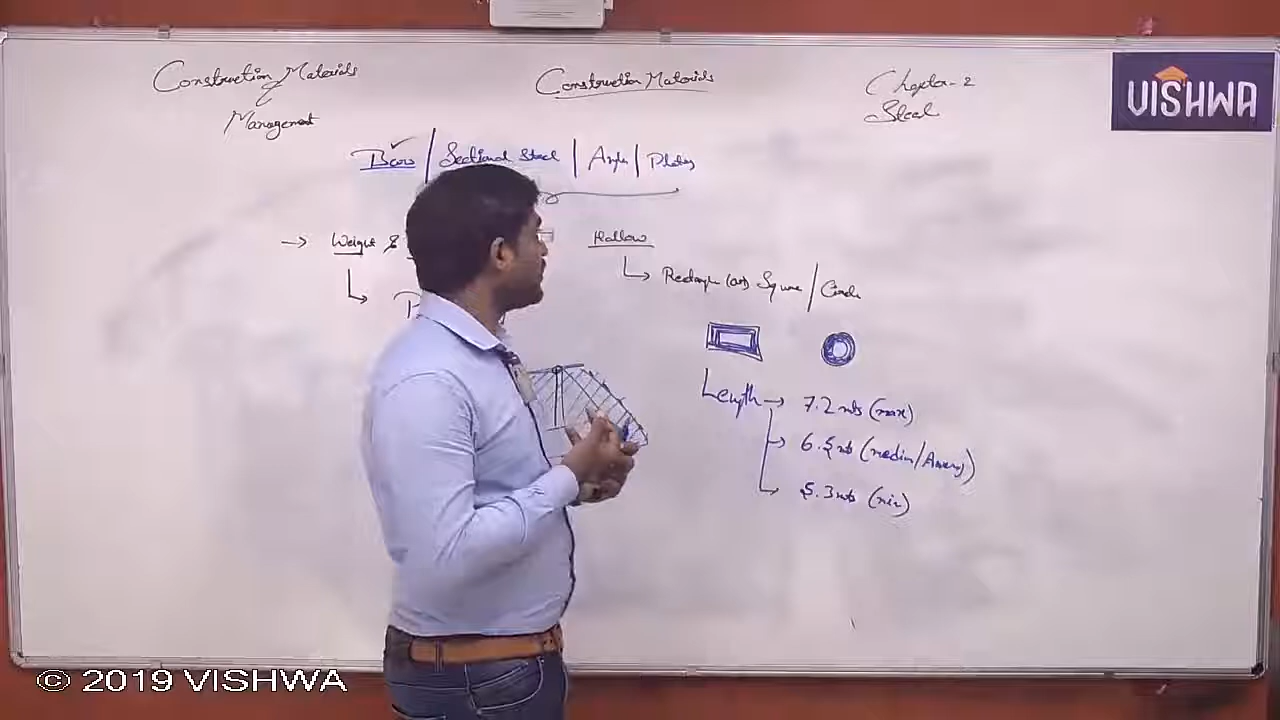 Construction Materials
&
Management
Construction Materials
Chapter-2
Steel
VISHWA
Bars / Sectional Steel / Angles / Plates
→ Weight &
Hollow
Rectangle (or) Square / Circle
Length → 7.2 mts (max)
→ 6.5 mts (medium/Average)
5.3 mts (min)
© 2019 VISHWA